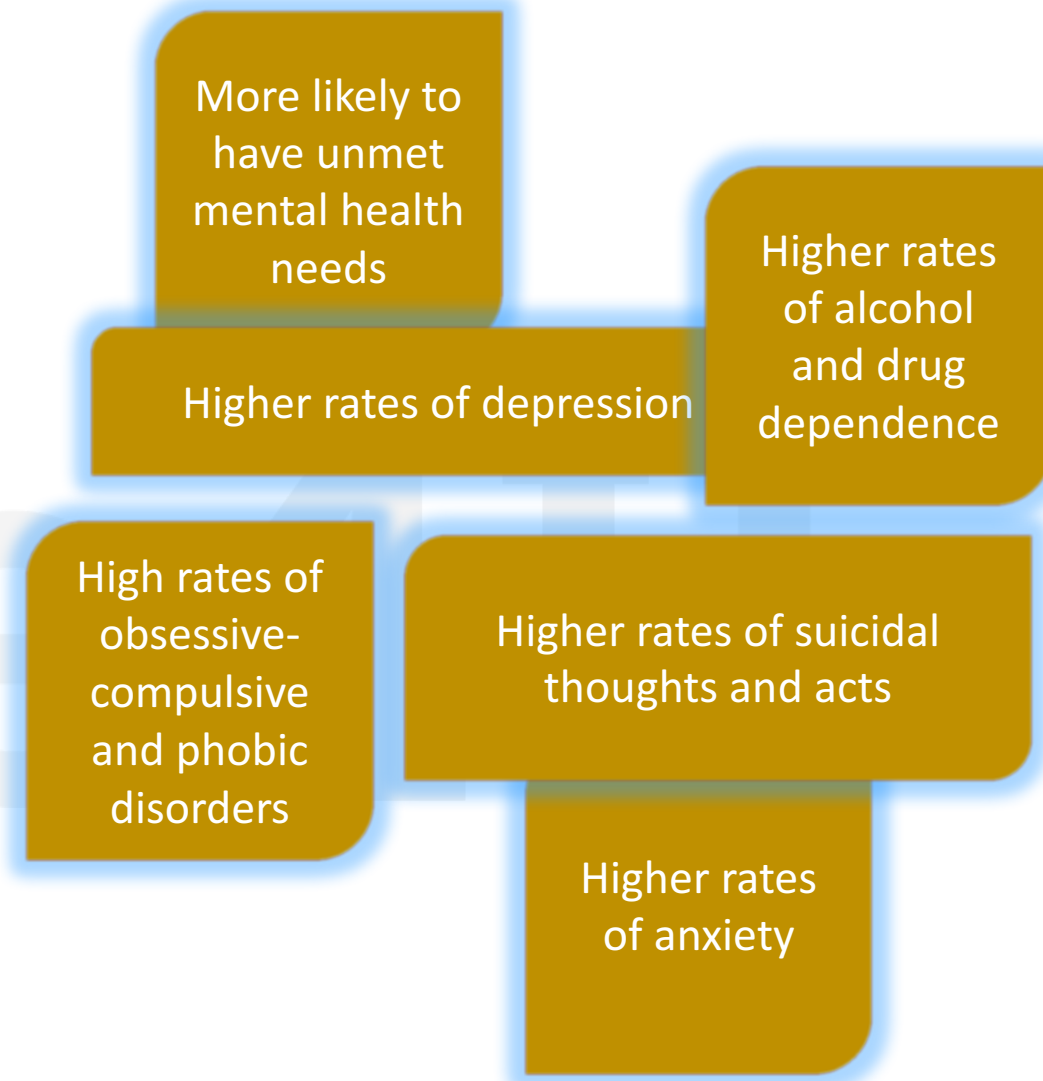 More likely to
have unmet
mental health
needs
Higher rates
of alcohol
and drug
dependence
Higher rates of depression
High rates of
obsessive-
compulsive
and phobic
disorders
Higher rates of suicidal
thoughts and acts
Higher rates
of anxiety